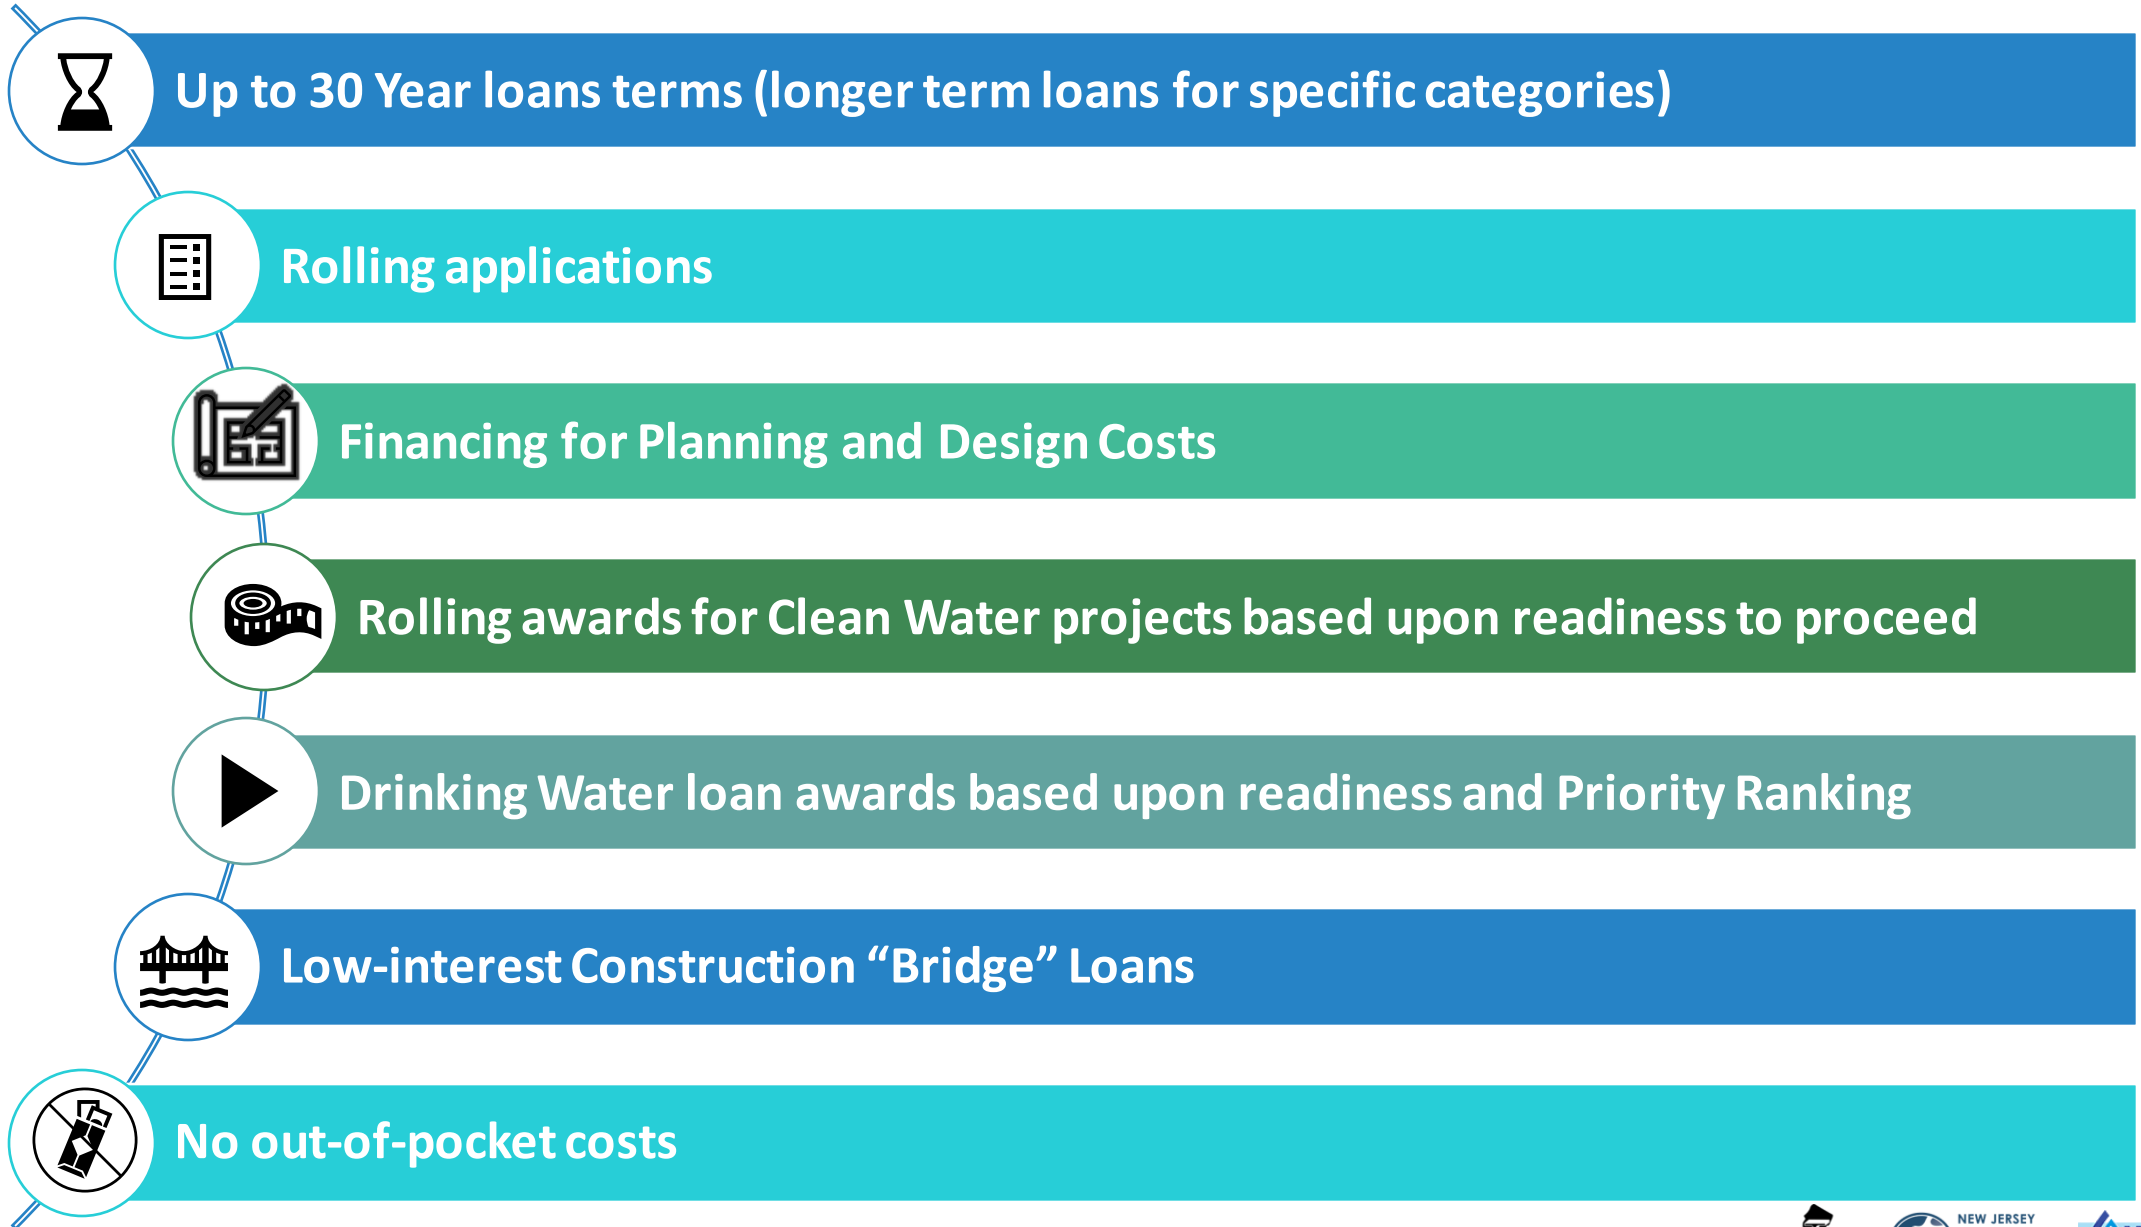 Up to 30 Year loans terms (longer term loans for specific categories)
Rolling applications
Financing for Planning and Design Costs
Rolling awards for Clean Water projects based upon readiness to proceed
Drinking Water loan awards based upon readiness and Priority Ranking
Low-interest Construction “Bridge” Loans
No out-of-pocket costs
NEW JERSEY